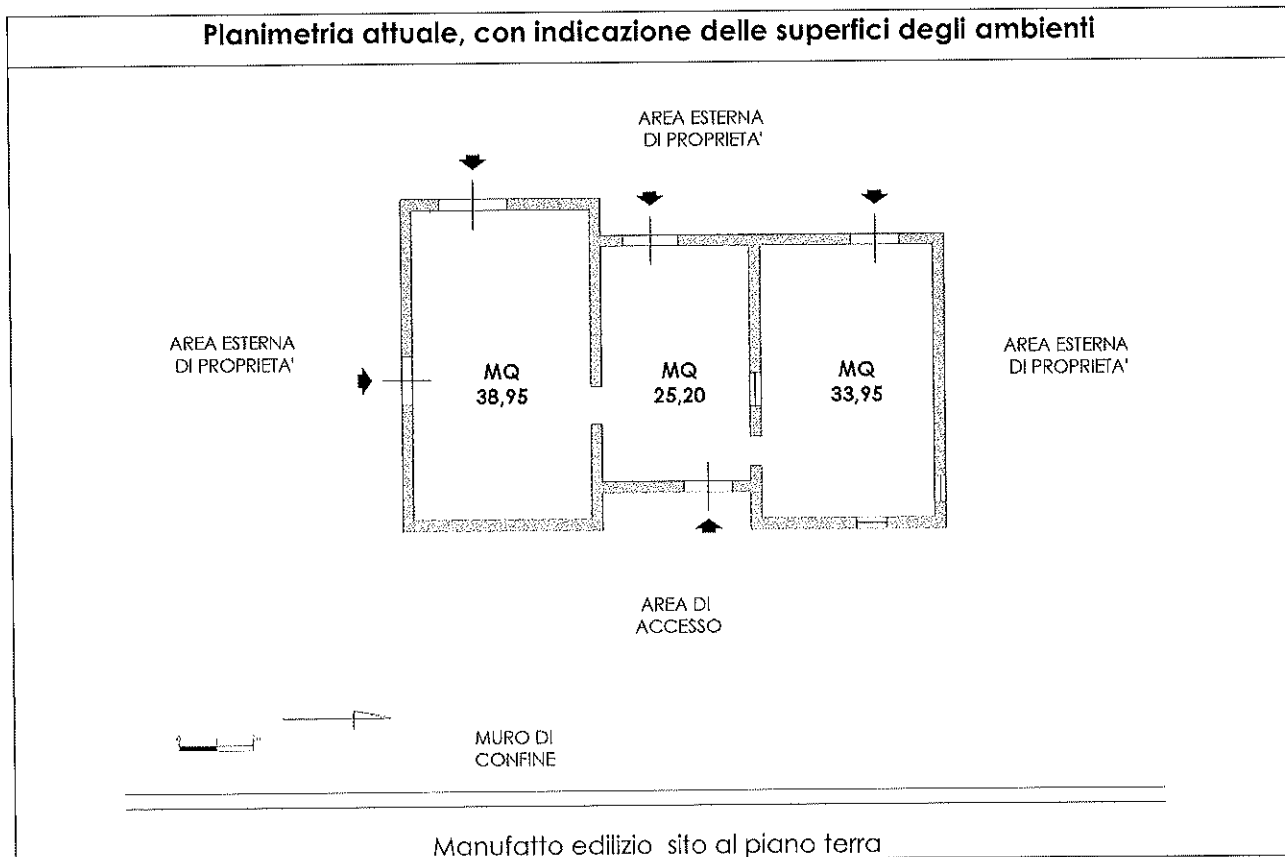 Planimetria attuale, con indicazione delle superfici degli ambienti
AREA ESTERNA
DI PROPRIETA'
AREA ESTERNA
DI PROPRIETA'
MQ
38,95
MQ
25,20
MQ
33,95
AREA ESTERNA
DI PROPRIETA'
AREA DI
ACCESSO
MURO DI
CONFINE
Manufatto edilizio sito al piano terra